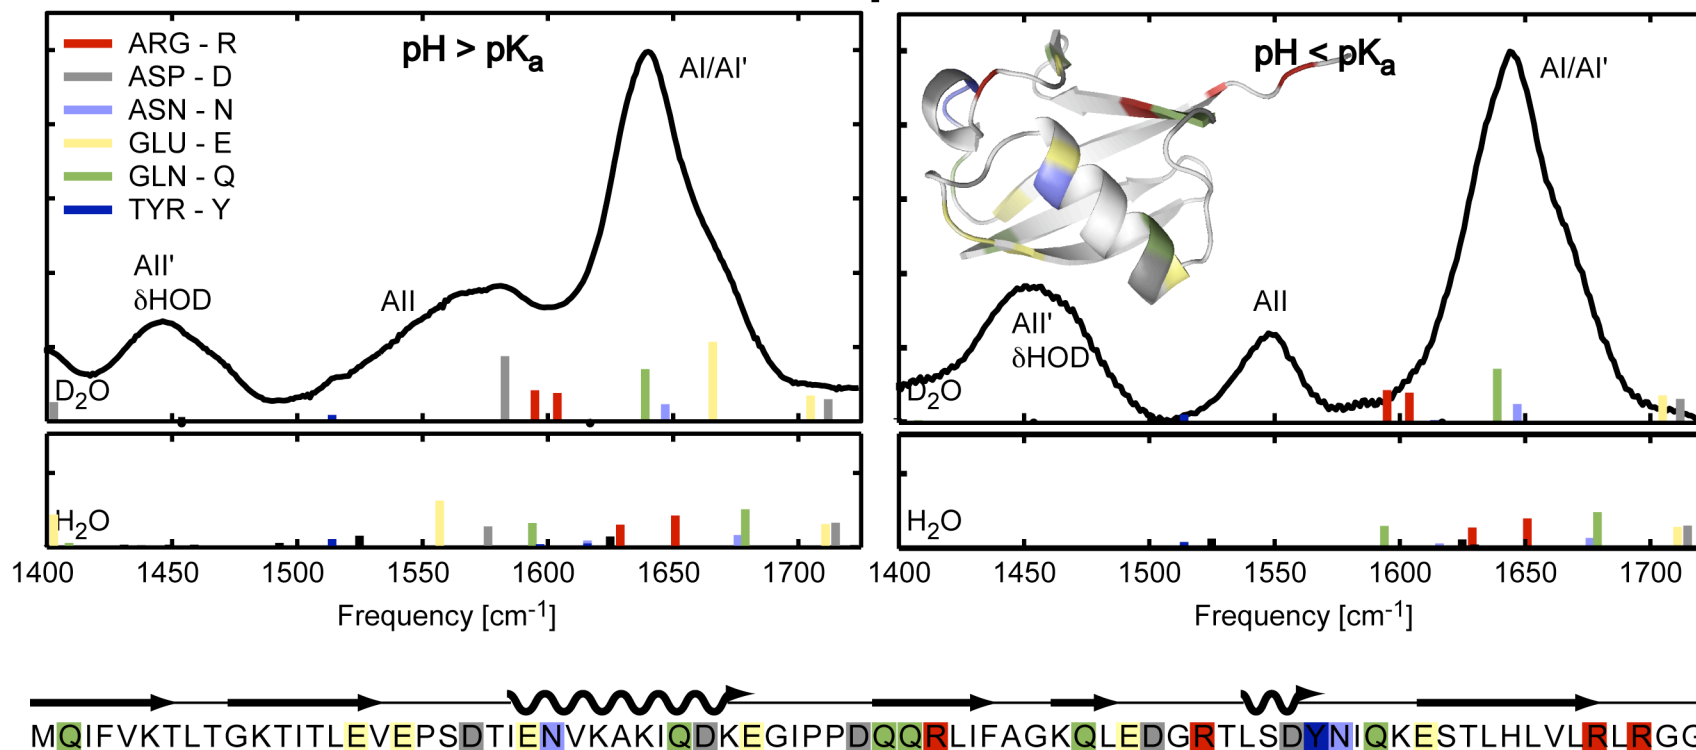 ARG - R
ASP - D
ASN - N
GLU - E
GLN - Q
TYR - Y
pH > pKa
AI/AI'
AII'
δHOD
AII
D2O
H2O
1400 1450 1500 1550 1600 1650 1700
Frequency [cm-1]
pH < pKa
AI/AI'
AII'
δHOD
AII
D2O
H2O
1400 1450 1500 1550 1600 1650 1700
Frequency [cm-1]
MQIFVKTLTGKTITLEVEPSDTIENVKAKIQDKEGIPPDQQRLIFAGKQLEDGRTLSDYNIQKESTLHLVLRLRGG